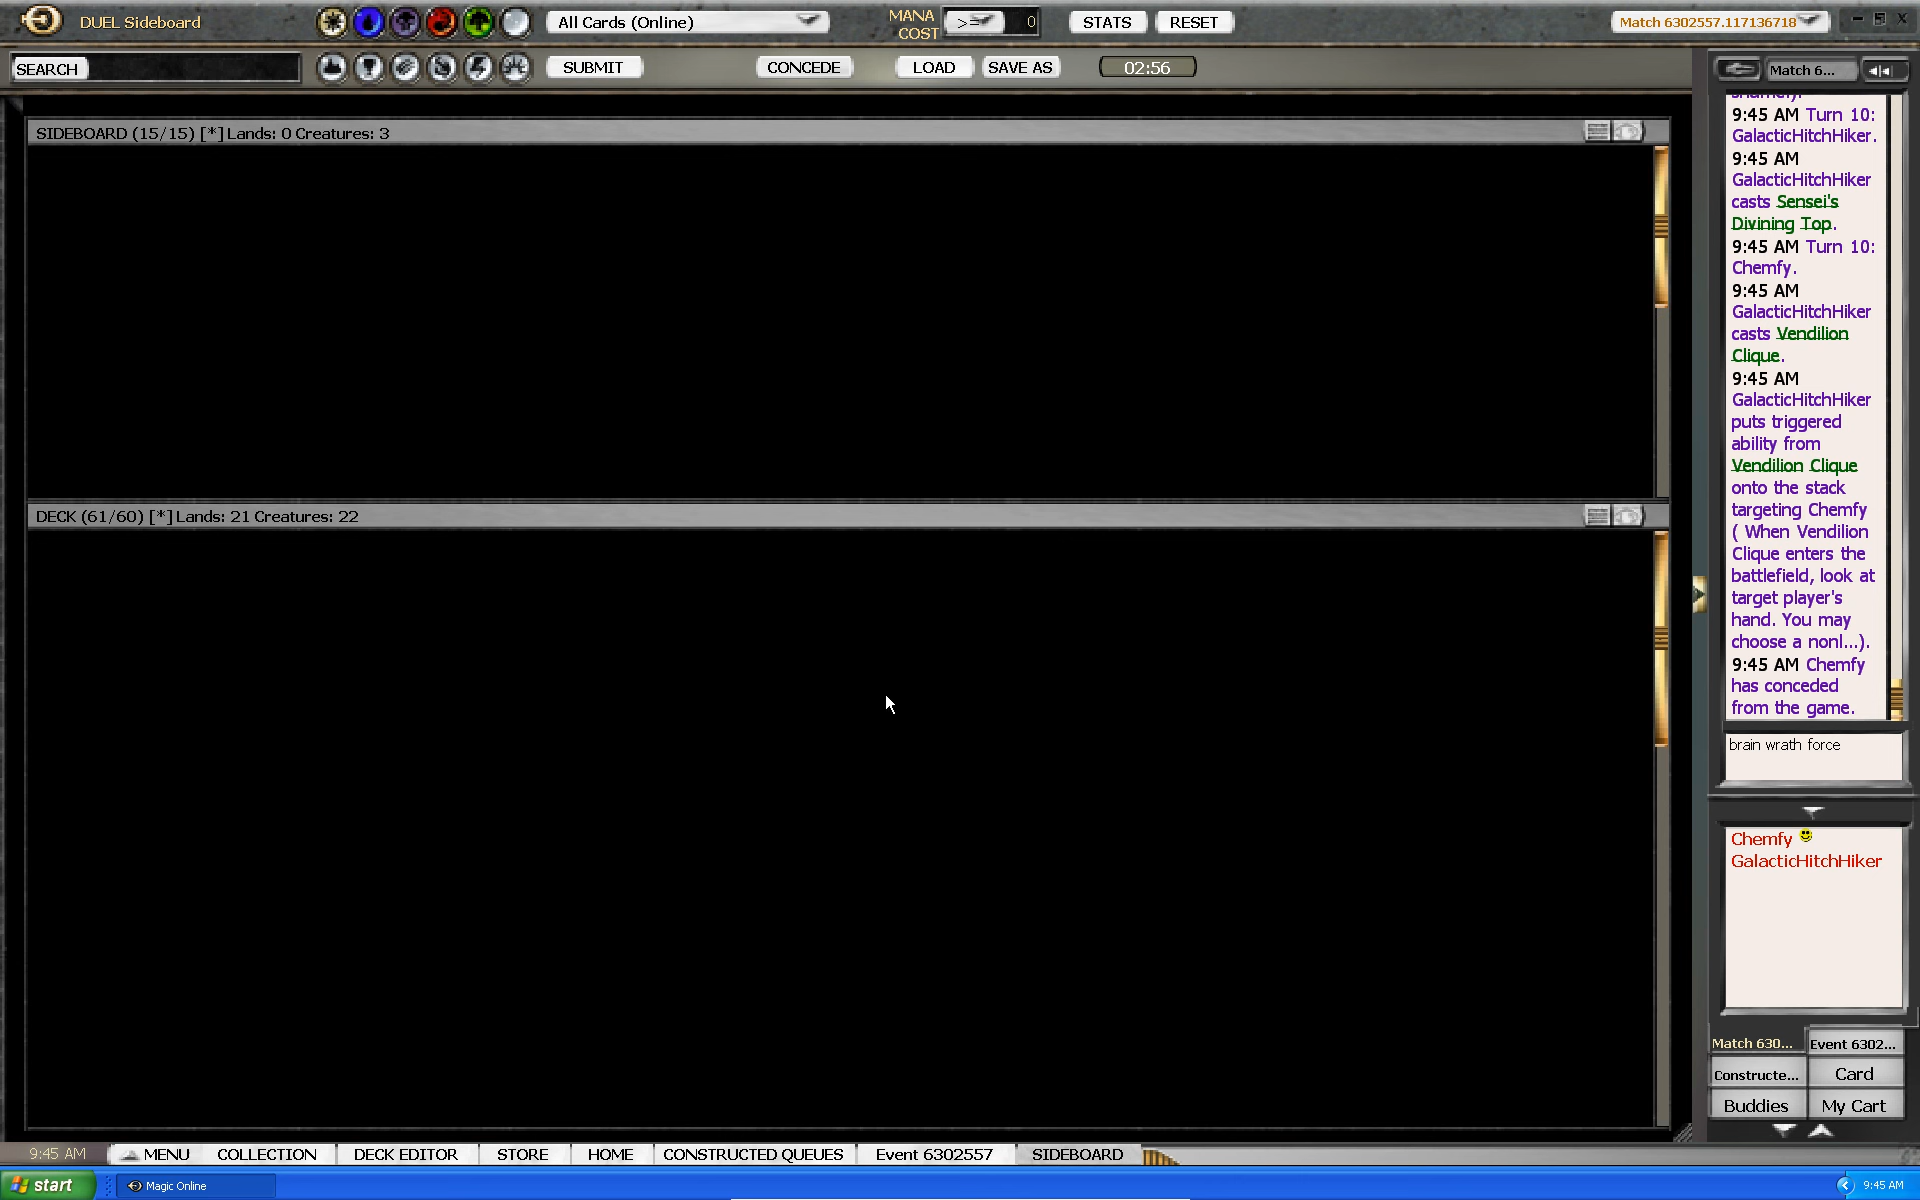 DUEL Sideboard
All Cards (Online)
MANA
COST
>=
0
STATS
RESET
Match 6302557.117136718
SEARCH
SUBMIT
CONCEDE
LOAD
SAVE AS
02:56
Match 6...
SIDEBOARD (15/15) [*]Lands: 0 Creatures: 3
DECK (61/60) [*]Lands: 21 Creatures: 22
9:45 AM Turn 10:
GalacticHitchHiker.
9:45 AM
GalacticHitchHiker
casts Sensei's
Divining Top.
9:45 AM Turn 10:
Chemfy.
9:45 AM
GalacticHitchHiker
casts Vendilion
Clique.
9:45 AM
GalacticHitchHiker
puts triggered
ability from
Vendilion Clique
onto the stack
targeting Chemfy
( When Vendilion
Clique enters the
battlefield, look at
target player's
hand. You may
choose a nonl...).
9:45 AM Chemfy
has conceded
from the game.
brain wrath force
Chemfy
GalacticHitchHiker
Match 630...
Event 6302...
Constructe...
Card
Buddies
My Cart
9:45 AM
MENU
COLLECTION
DECK EDITOR
STORE
HOME
CONSTRUCTED QUEUES
Event 6302557
SIDEBOARD
start
Magic Online
9:45 AM